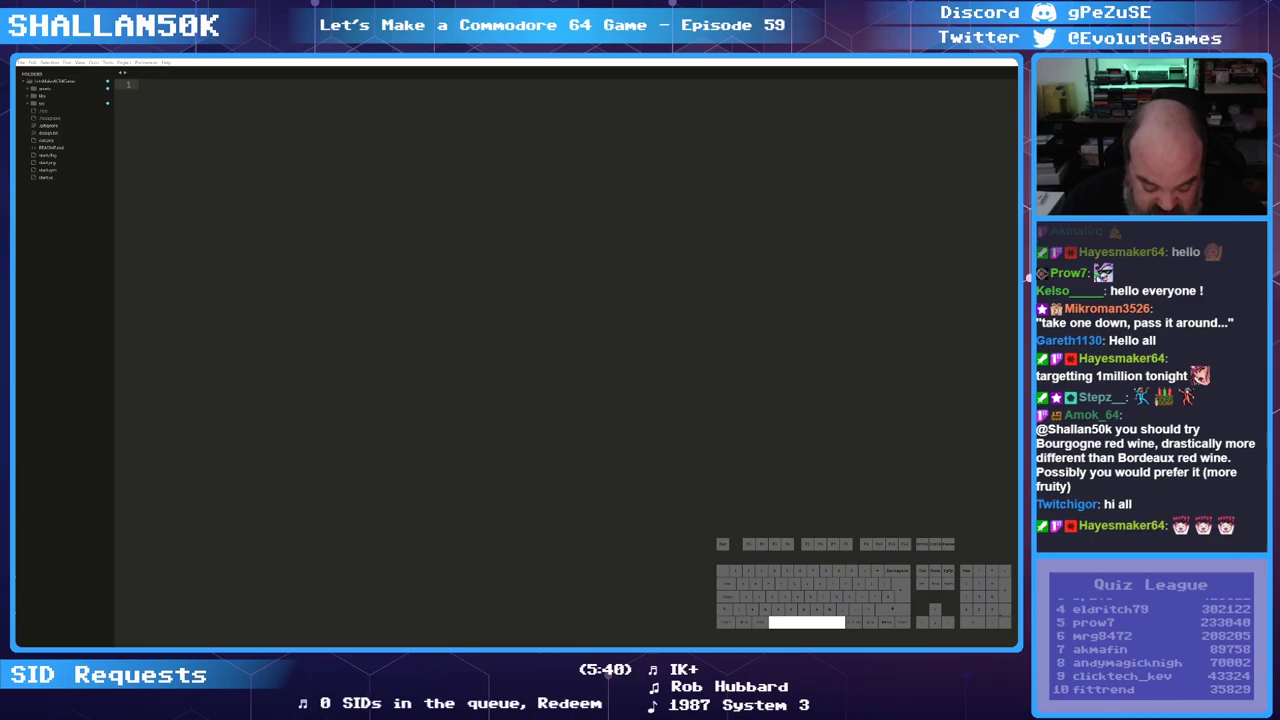 SHALLAN50K
Let's Make a Commodore 64 Game - Episode 59
Discord gPeZuSE
Twitter @EvoluteGames
FOLDERS
1
Akmafin:
Hayesmaker64: hello
Prow7:
Kelso_____: hello everyone !
Mikroman3526:
"take one down, pass it around..."
Gareth1130: Hello all
Hayesmaker64:
targetting 1million tonight
Stepz__:
Amok_64:
@Shallan50k you should try
Bourgogne red wine, drastically more
different than Bordeaux red wine.
Possibly you would prefer it (more
fruity)
Twitchigor: hi all
Hayesmaker64:
Quiz League
4 eldritch79 302122
5 prow7 233040
6 mrg8472 208205
7 akmafin 89758
8 andymagicknigh 70002
9 clicktech_kev 43324
10 fittrend 35829
SID Requests
(5:40) IK+
Rob Hubbard
1987 System 3
0 SIDs in the queue, Redeem